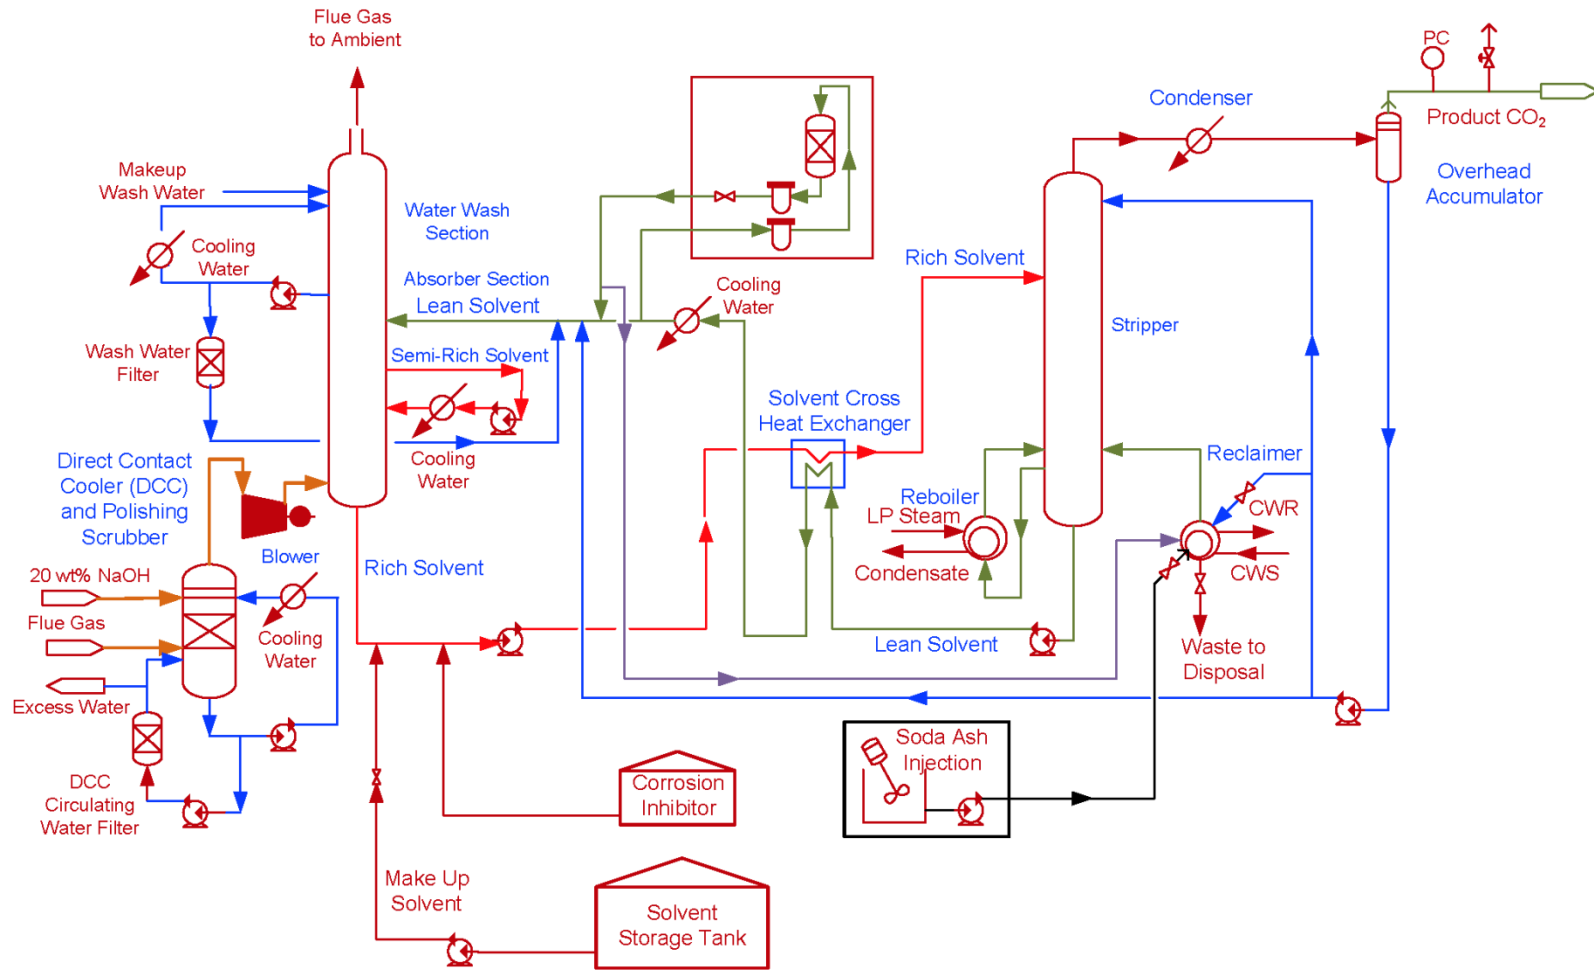 Flue Gas
to Ambient
PC
Condenser
Product CO₂
Makeup
Wash Water
Overhead
Accumulator
Water Wash
Section
Cooling
Water
Rich Solvent
Absorber Section
Lean Solvent
Cooling
Water
Stripper
Wash Water
Filter
Semi-Rich Solvent
Solvent Cross
Heat Exchanger
Cooling
Water
Direct Contact
Cooler (DCC)
and Polishing
Scrubber
Reclaimer
Reboiler
LP Steam
CWR
Blower
Rich Solvent
Condensate
CWS
20 wt% NaOH
Flue Gas
Cooling
Water
Lean Solvent
Waste to
Disposal
Excess Water
Soda Ash
Injection
DCC
Circulating
Water Filter
Corrosion
Inhibitor
Make Up
Solvent
Solvent
Storage Tank